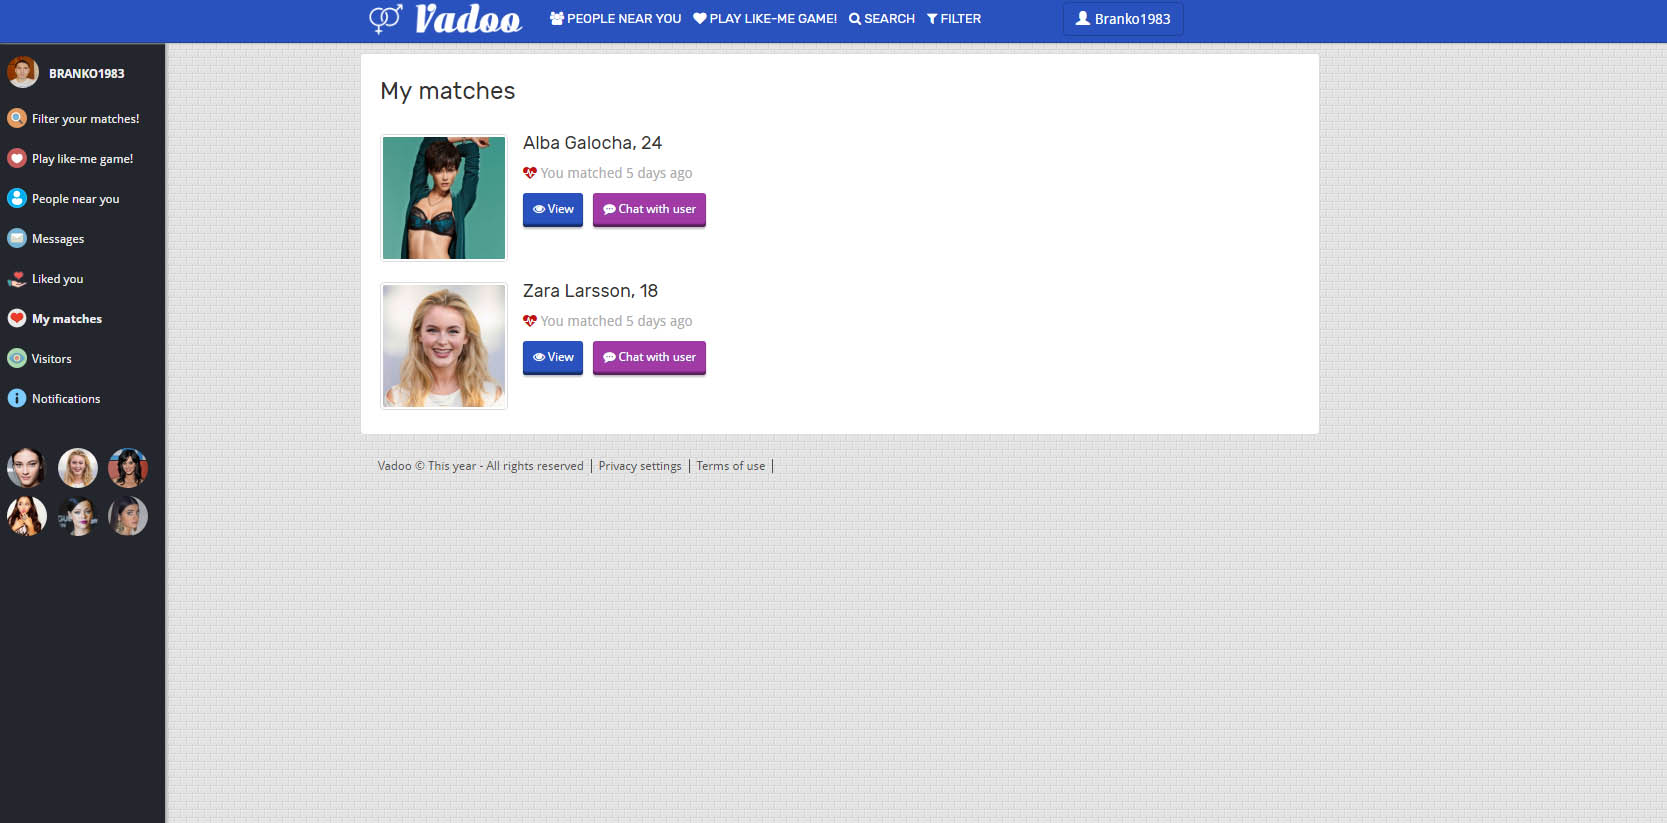 Vadoo
PEOPLE NEAR YOU PLAY LIKE-ME GAME! SEARCH FILTER
Branko1983
BRANKO1983
Filter your matches!
Play like-me game!
People near you
Messages
Liked you
My matches
Visitors
Notifications
My matches
Alba Galocha, 24
You matched 5 days ago
View Chat with user
Zara Larsson, 18
You matched 5 days ago
View Chat with user
Vadoo © This year - All rights reserved | Privacy settings | Terms of use |